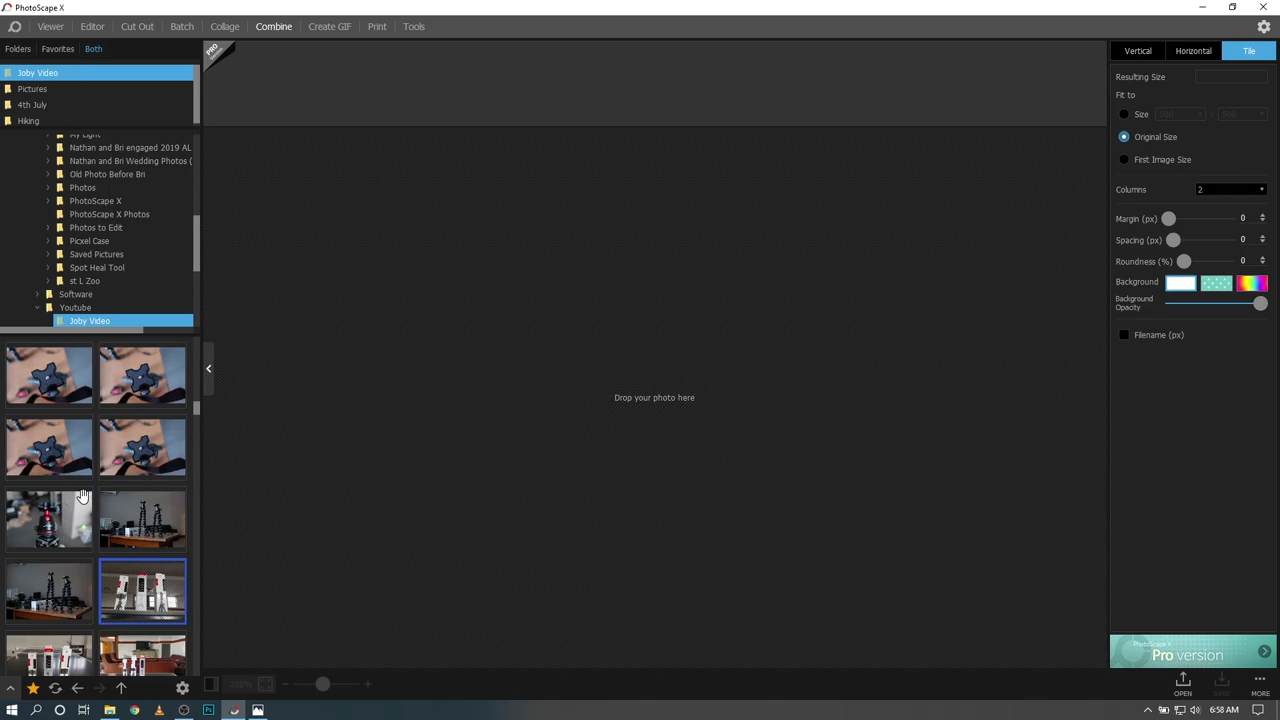 PhotoScape X
Viewer Editor Cut Out Batch Collage Combine Create GIF Print Tools
Folders Favorites Both
Joby Video
Pictures
4th July
Hiking
My Light
Nathan and Bri engaged 2019 AL
Nathan and Bri Wedding Photos (
Old Photo Before Bri
Photos
PhotoScape X
PhotoScape X Photos
Photos to Edit
Picxel Case
Saved Pictures
Spot Heal Tool
st L Zoo
Software
Youtube
Joby Video
PRO
Drop your photo here
Vertical Horizontal Tile
Resulting Size
Fit to
Size
Original Size
First Image Size
Columns 2
Margin (px) 0
Spacing (px) 0
Roundness (%) 0
Background
Background
Opacity
Filename (px)
PhotoScape X
Pro version
OPEN SAVE MORE
6:58 AM